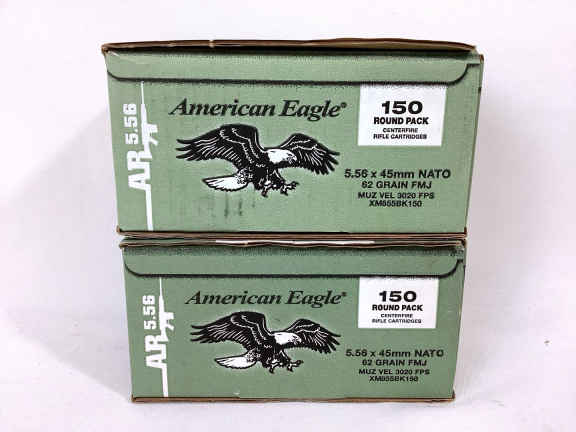 AR 5.56
American Eagle®
150
ROUND PACK
CENTERFIRE
RIFLE CARTRIDGES
5.56 x 45mm NATO
62 GRAIN FMJ
MUZ VEL 3020 FPS
XM855BK150
AR 5.56
American Eagle®
150
ROUND PACK
CENTERFIRE
RIFLE CARTRIDGES
5.56 x 45mm NATO
62 GRAIN FMJ
MUZ VEL 3020 FPS
XM855BK150